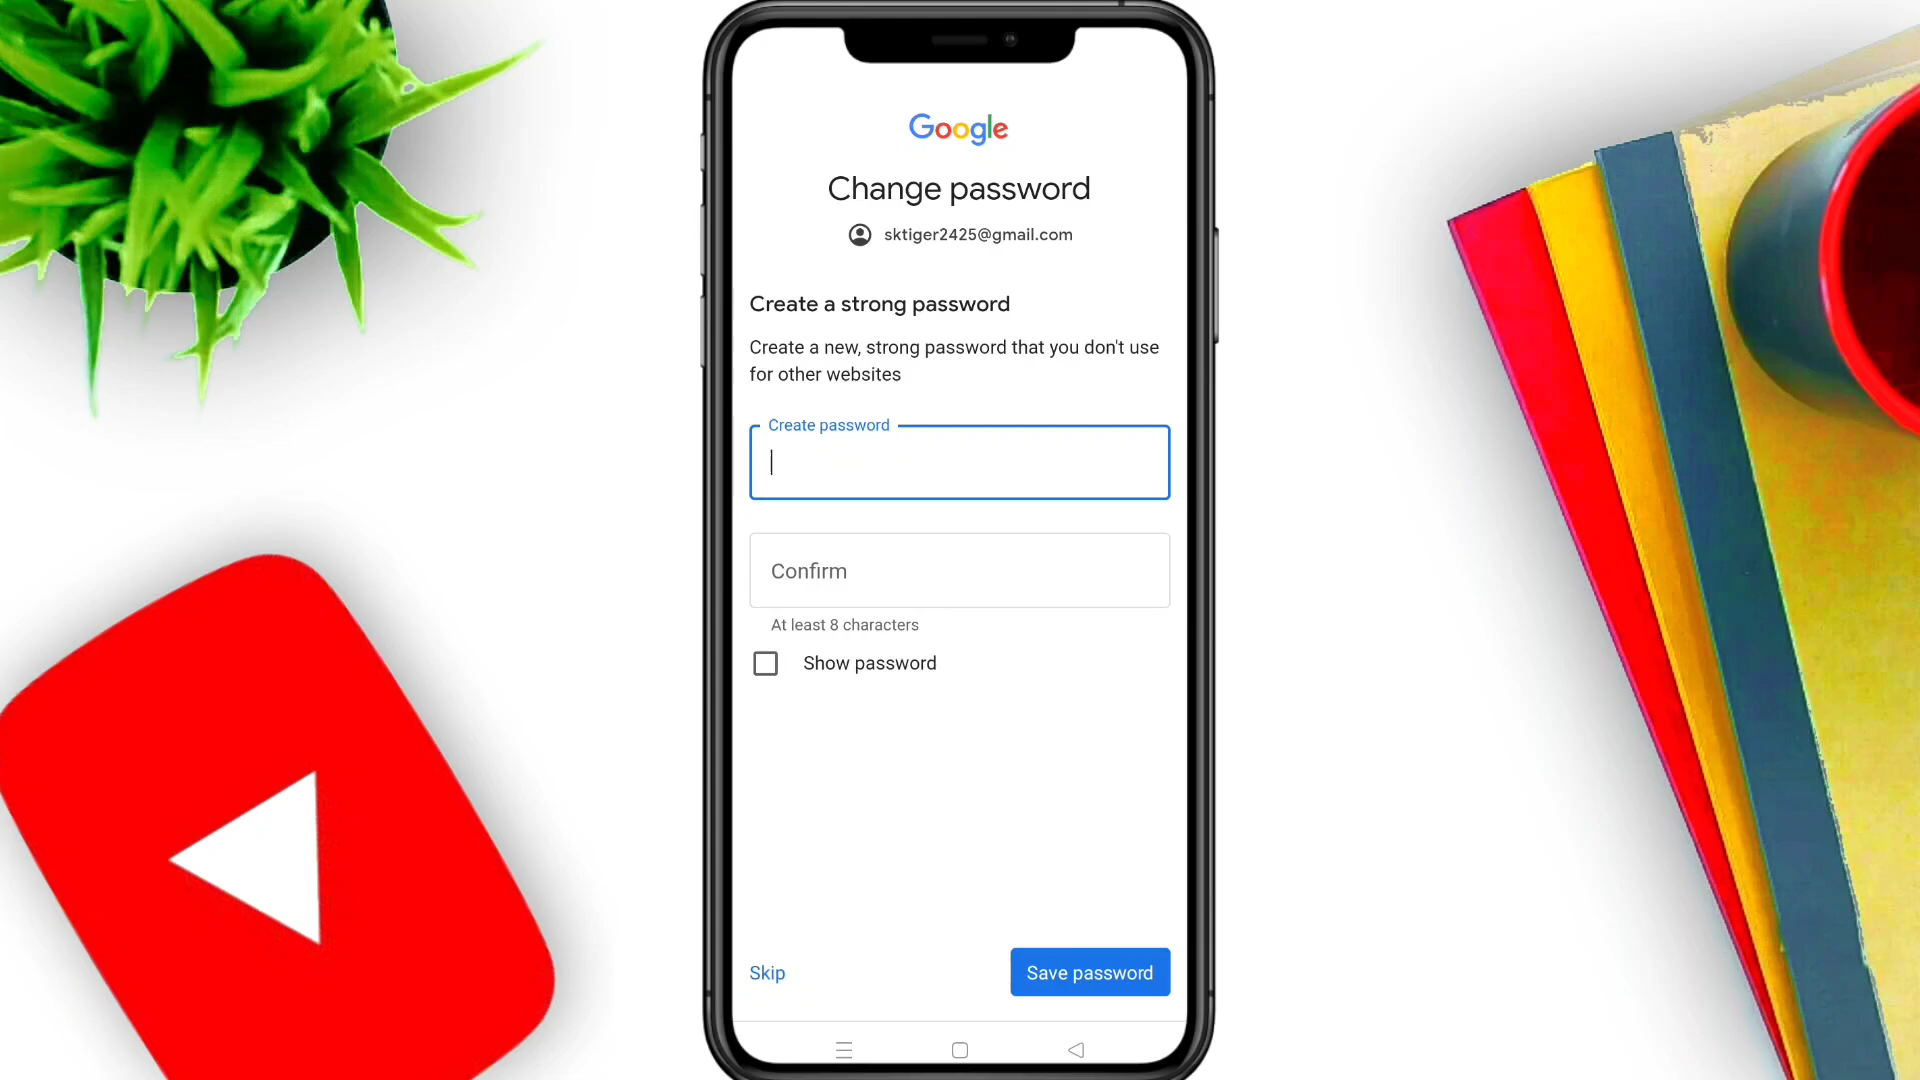 Google
Change password
sktiger2425@gmail.com
Create a strong password
Create a new, strong password that you don't use
for other websites
Create password
Confirm
At least 8 characters
Show password
Skip
Save password